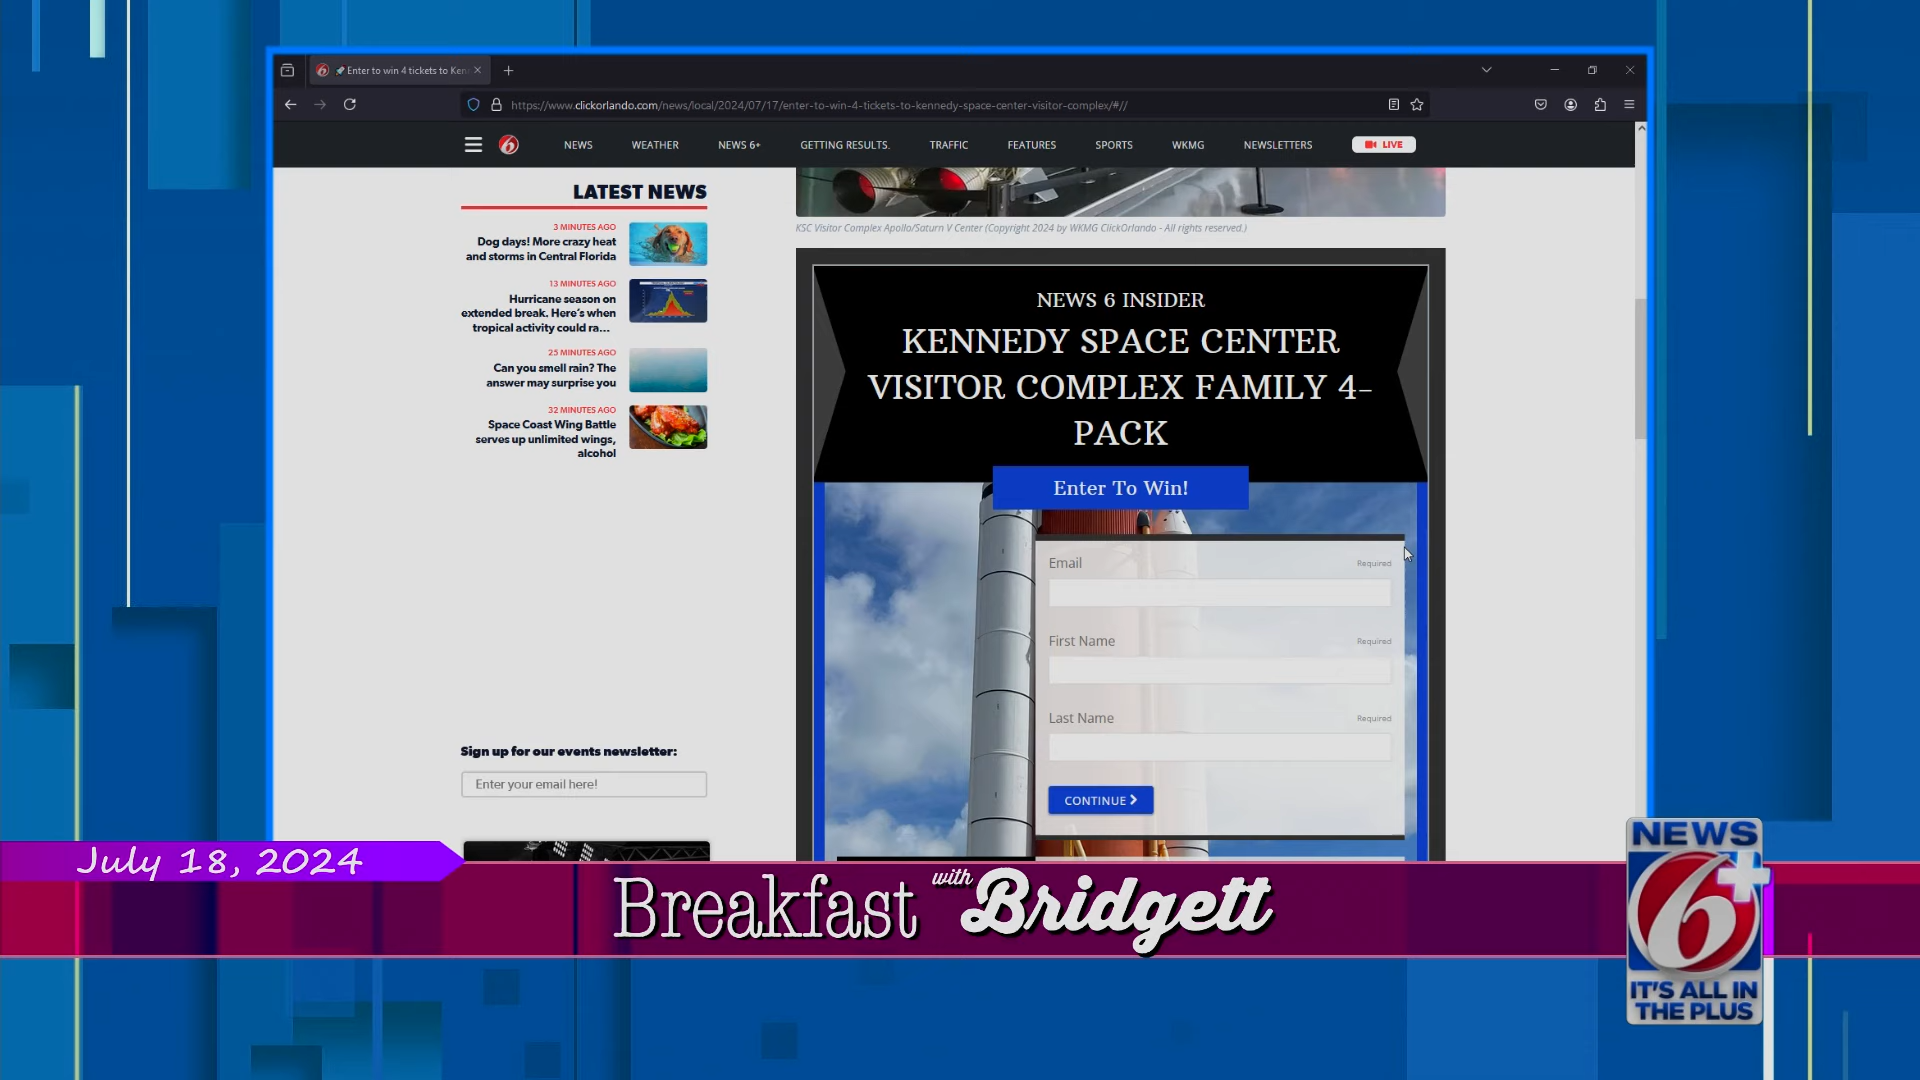 Enter to win 4 tickets to Ken
https://www.clickorlando.com/news/local/2024/07/17/enter-to-win-4-tickets-to-kennedy-space-center-visitor-complex/#//
6
NEWS
WEATHER
NEWS 6+
GETTING RESULTS.
TRAFFIC
FEATURES
SPORTS
WKMG
NEWSLETTERS
LIVE
LATEST NEWS
3 MINUTES AGO
Dog days! More crazy heat
and storms in Central Florida
13 MINUTES AGO
Hurricane season on
extended break. Here's when
tropical activity could ra...
25 MINUTES AGO
Can you smell rain? The
answer may surprise you
32 MINUTES AGO
Space Coast Wing Battle
serves up unlimited wings,
alcohol
Sign up for our events newsletter:
Enter your email here!
KSC Visitor Complex Apollo/Saturn V Center (Copyright 2024 by WKMG ClickOrlando - All rights reserved.)
NEWS 6 INSIDER
KENNEDY SPACE CENTER
VISITOR COMPLEX FAMILY 4-
PACK
Enter To Win!
Email Required
First Name Required
Last Name Required
CONTINUE
July 18, 2024
Breakfast with Bridgett
NEWS
6+
IT'S ALL IN
THE PLUS